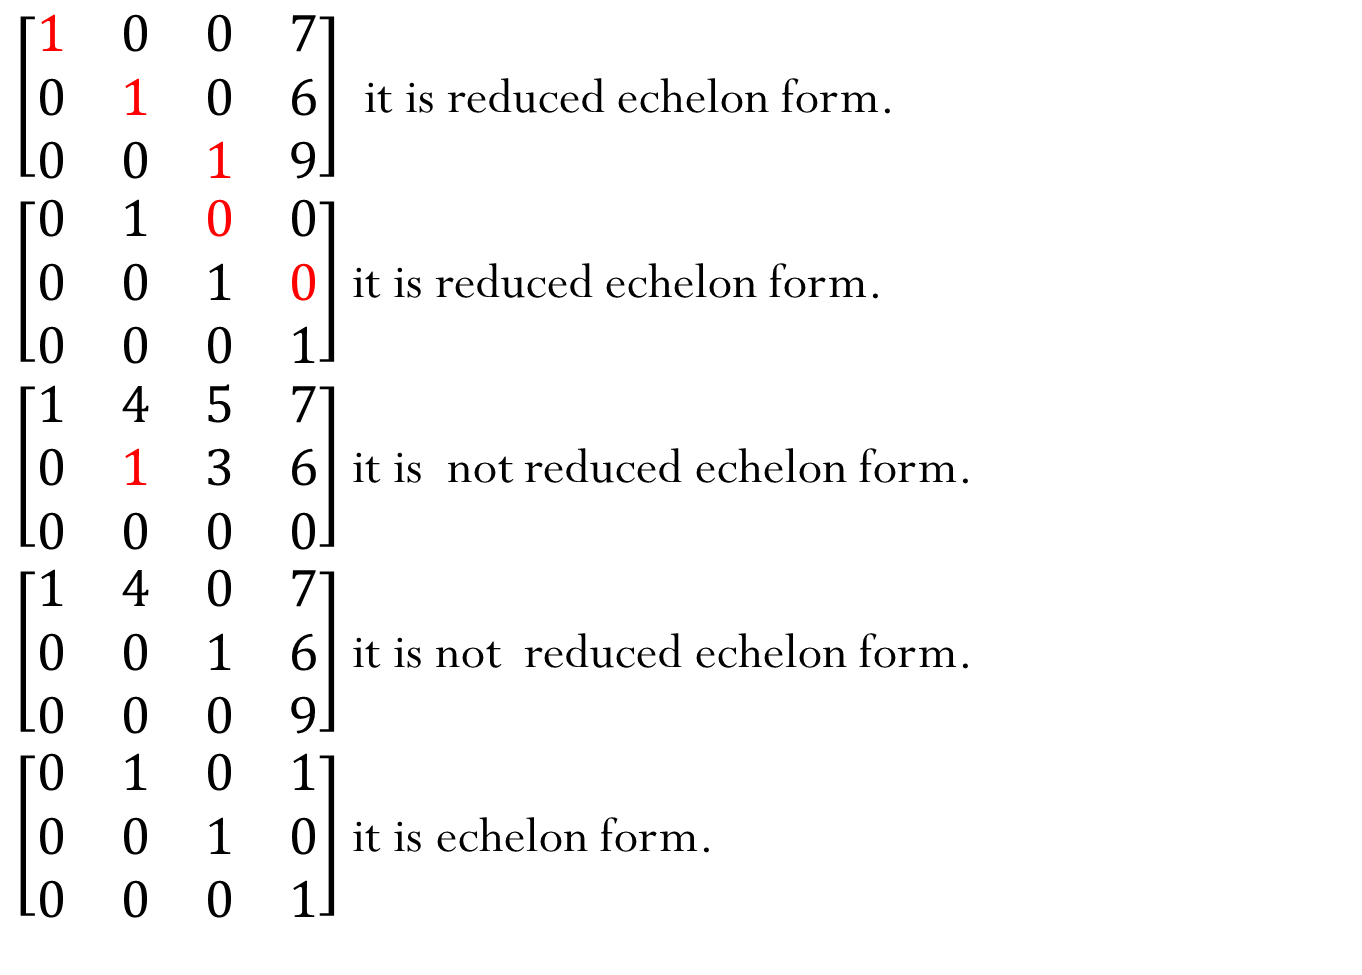 1 0 0 7
0 1 0 6 it is reduced echelon form.
0 0 1 9
0 1 0 0
0 0 1 0 it is reduced echelon form.
0 0 0 1
1 4 5 7
0 1 3 6 it is not reduced echelon form.
0 0 0 0
1 4 0 7
0 0 1 6 it is not reduced echelon form.
0 0 0 9
0 1 0 1
0 0 1 0 it is echelon form.
0 0 0 1